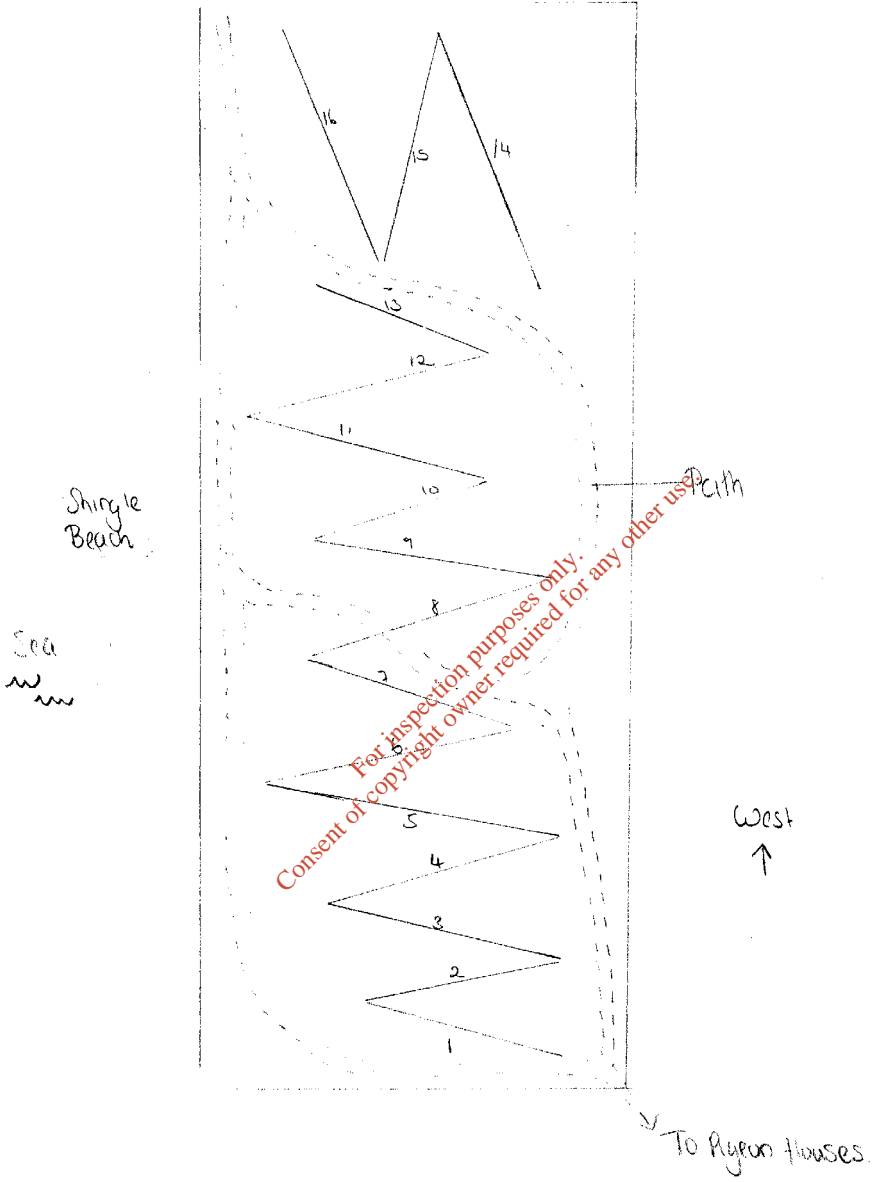 16
15
14
13
12
11
10
9
8
7
6
5
4
3
2
1
Path
Shingle
Beach
Sea
West
To Pigeon Houses.
For inspection purposes only.
Consent of copyright owner required for any other use.